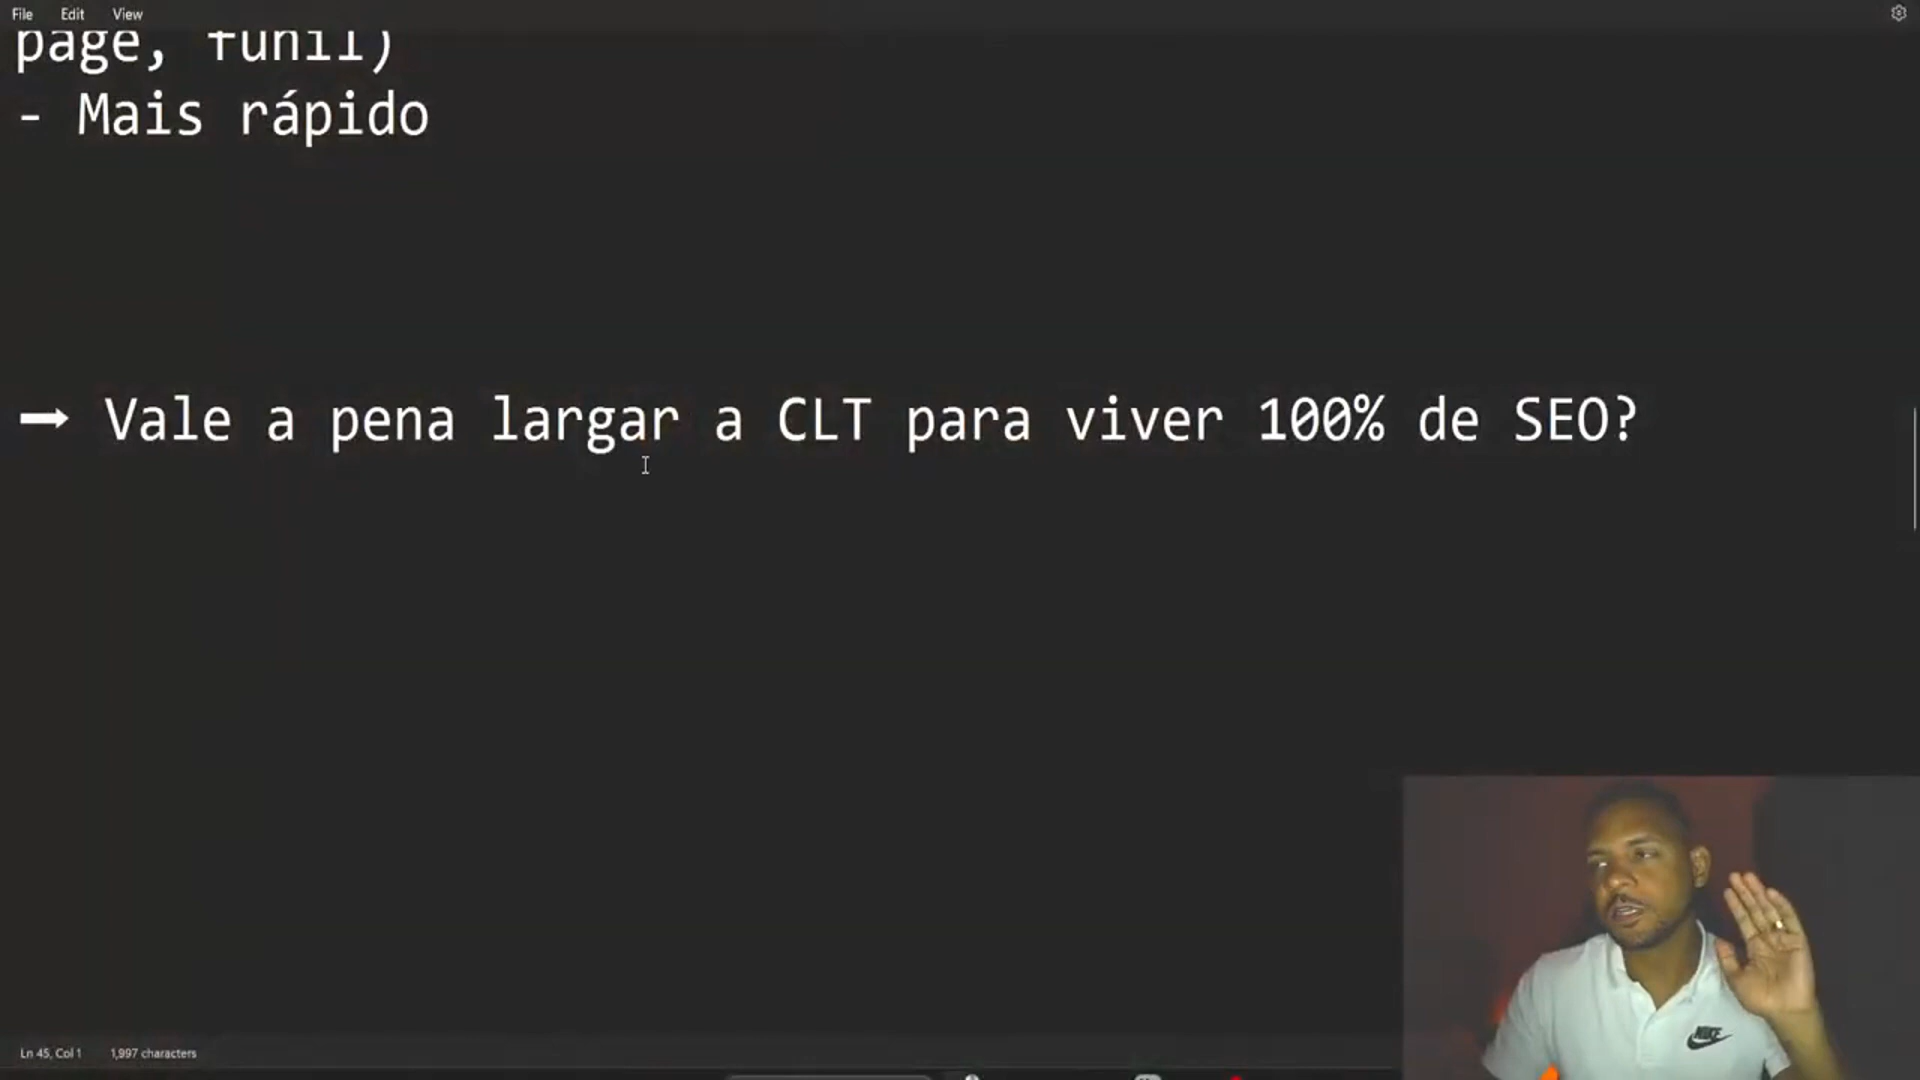 File Edit View
page, funil)
- Mais rápido
→ Vale a pena largar a CLT para viver 100% de SEO?
NIKE
Ln 45, Col 1 1,997 characters